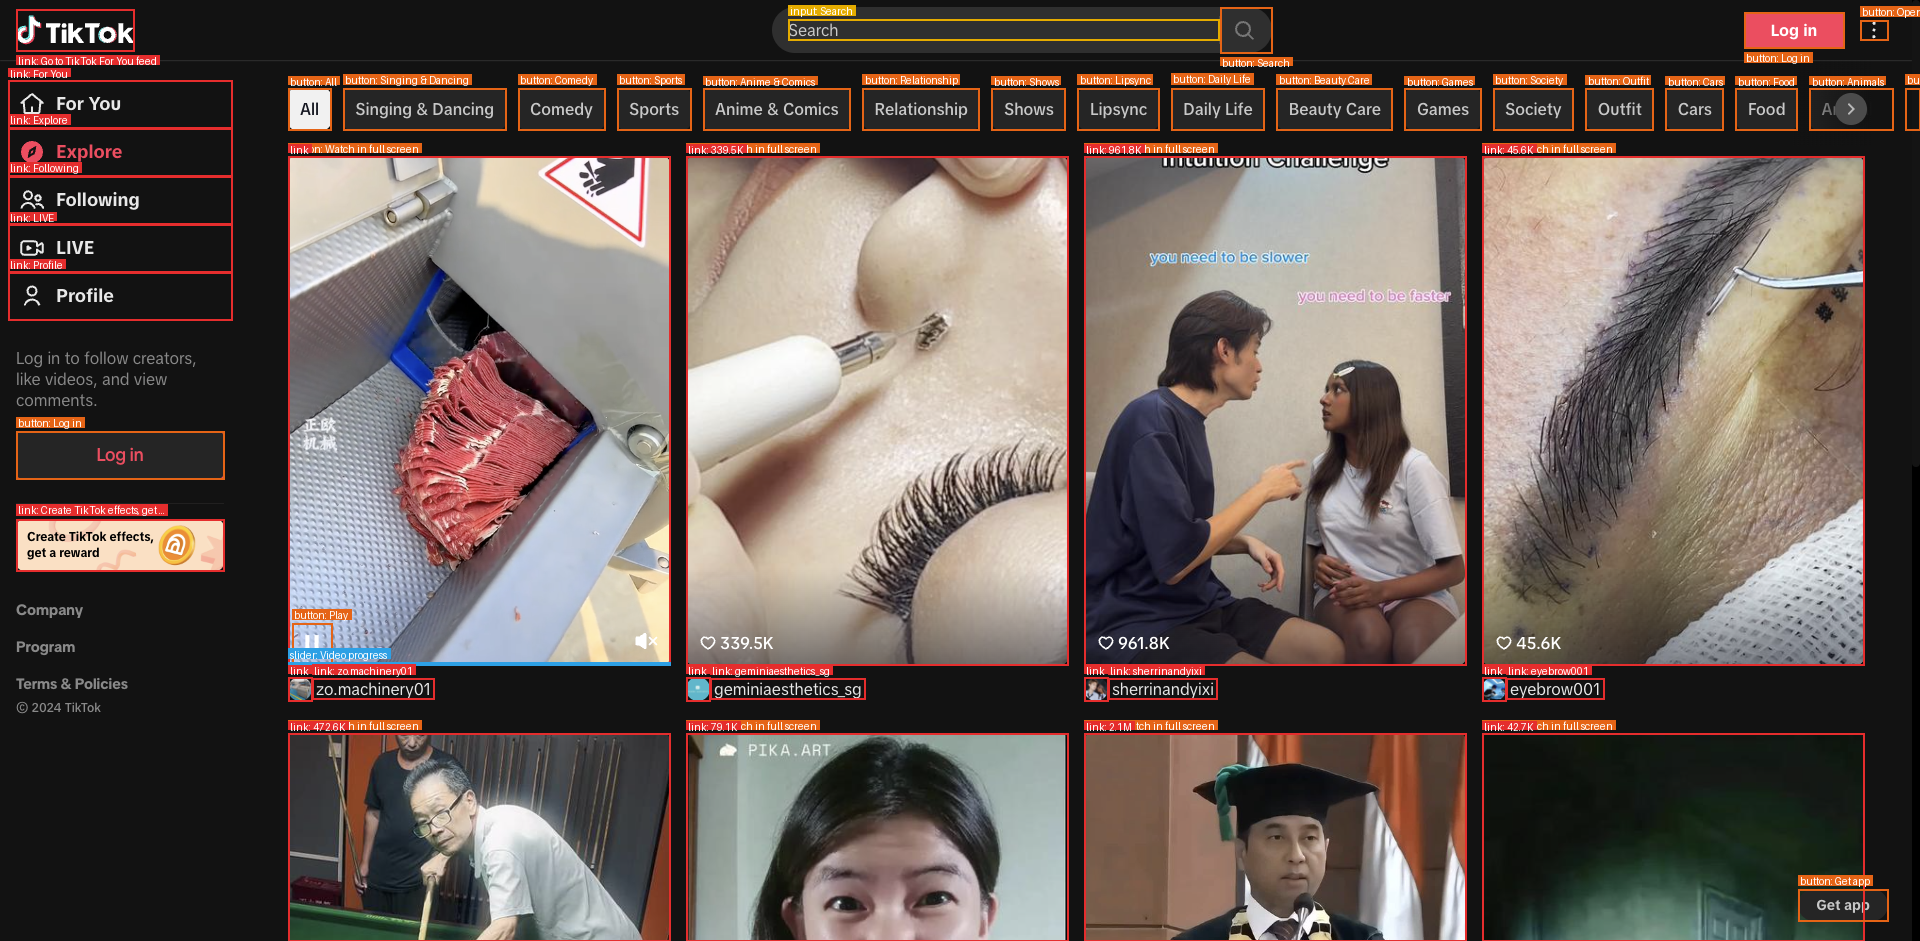 TikTok
link: Go to TikTok For You feed
input: Search
Search
button: Search
Log in
button: Log in
button: Open
link: For You
For You
link: Explore
Explore
link: Following
Following
link: LIVE
LIVE
link: Profile
Profile
Log in to follow creators,
like videos, and view
comments.
button: Log in
Log in
link: Create TikTok effects, get ...
Create TikTok effects,
get a reward
Company
Program
Terms & Policies
© 2024 TikTok
button: All
All
button: Singing & Dancing
Singing & Dancing
button: Comedy
Comedy
button: Sports
Sports
button: Anime & Comics
Anime & Comics
button: Relationship
Relationship
button: Shows
Shows
button: Lipsync
Lipsync
button: Daily Life
Daily Life
button: Beauty Care
Beauty Care
button: Games
Games
button: Society
Society
button: Outfit
Outfit
button: Cars
Cars
button: Food
Food
button: Animals
link
Watch in full screen
正欧
机械
button: Play
slider: Video progress
link
link: zo.machinery01
zo.machinery01
link: 339.5K
h in full screen
339.5K
link
link: geminiaesthetics_sg
geminiaesthetics_sg
link: 961.8K
h in full screen
Intuition Challenge
you need to be slower
you need to be faster
961.8K
link
link: sherrinandyixi
sherrinandyixi
link: 45.6K
ch in full screen
45.6K
link
link: eyebrow001
eyebrow001
link: 472.6K
h in full screen
link: 79.1K
ch in full screen
PIKA.ART
link: 2.1M
tch in full screen
link: 42.7K
ch in full screen
button: Get app
Get app